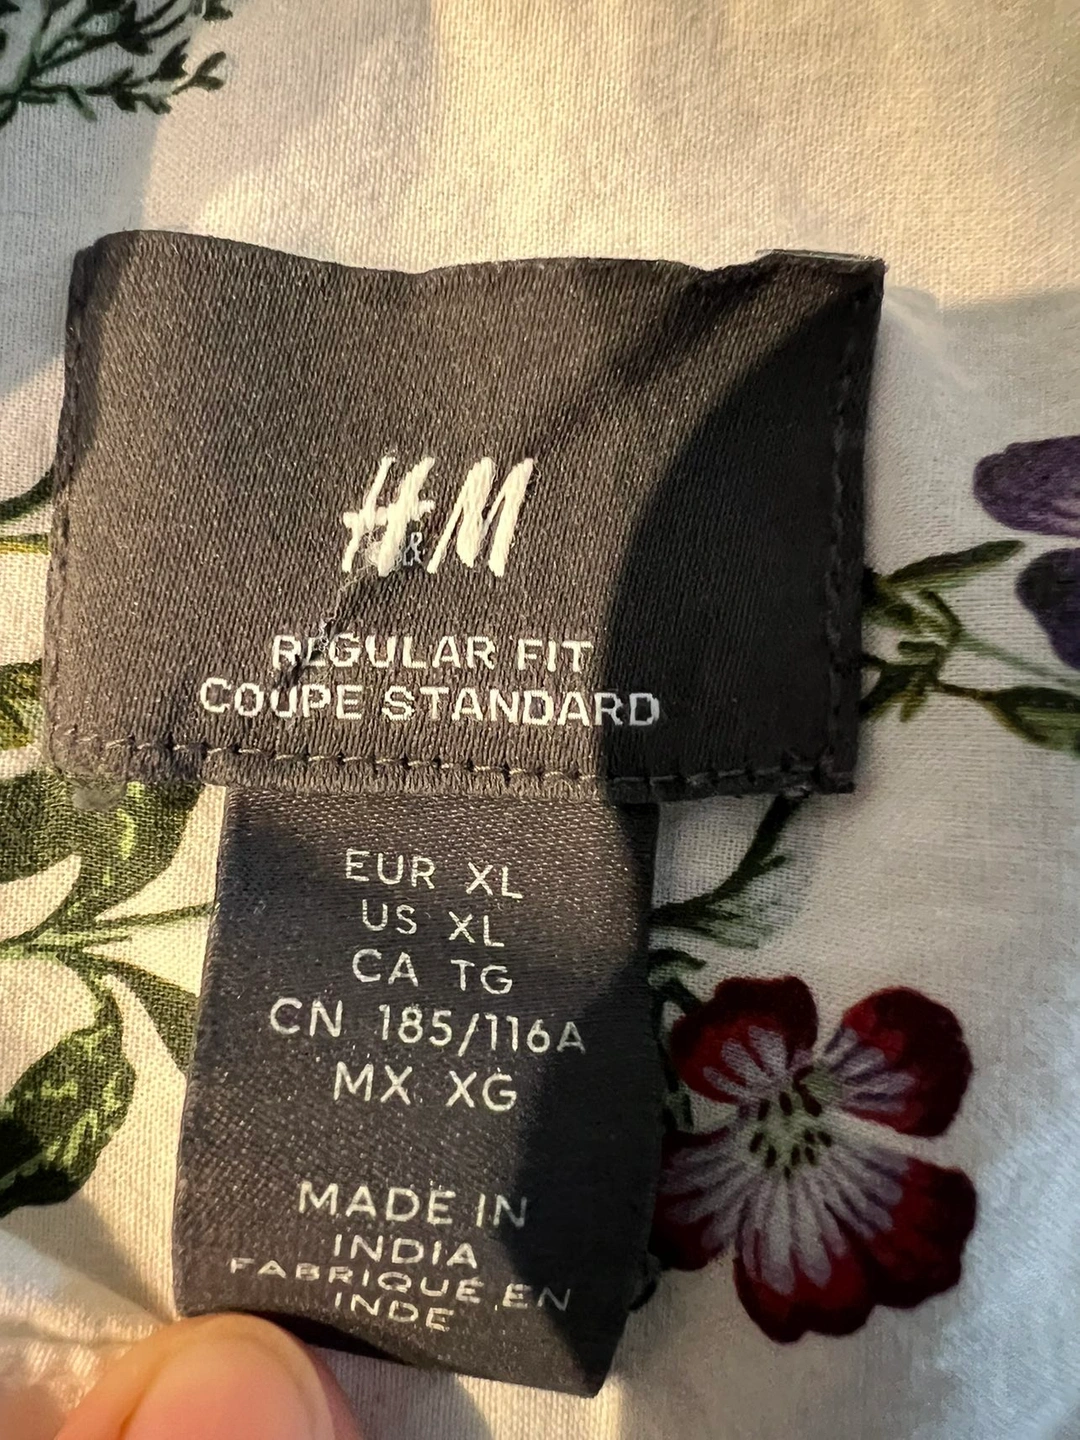 H&M
REGULAR FIT
COUPE STANDARD
EUR XL
US XL
CA TG
CN 185/116A
MX XG
MADE IN
INDIA
FABRIQUÉ EN
INDE